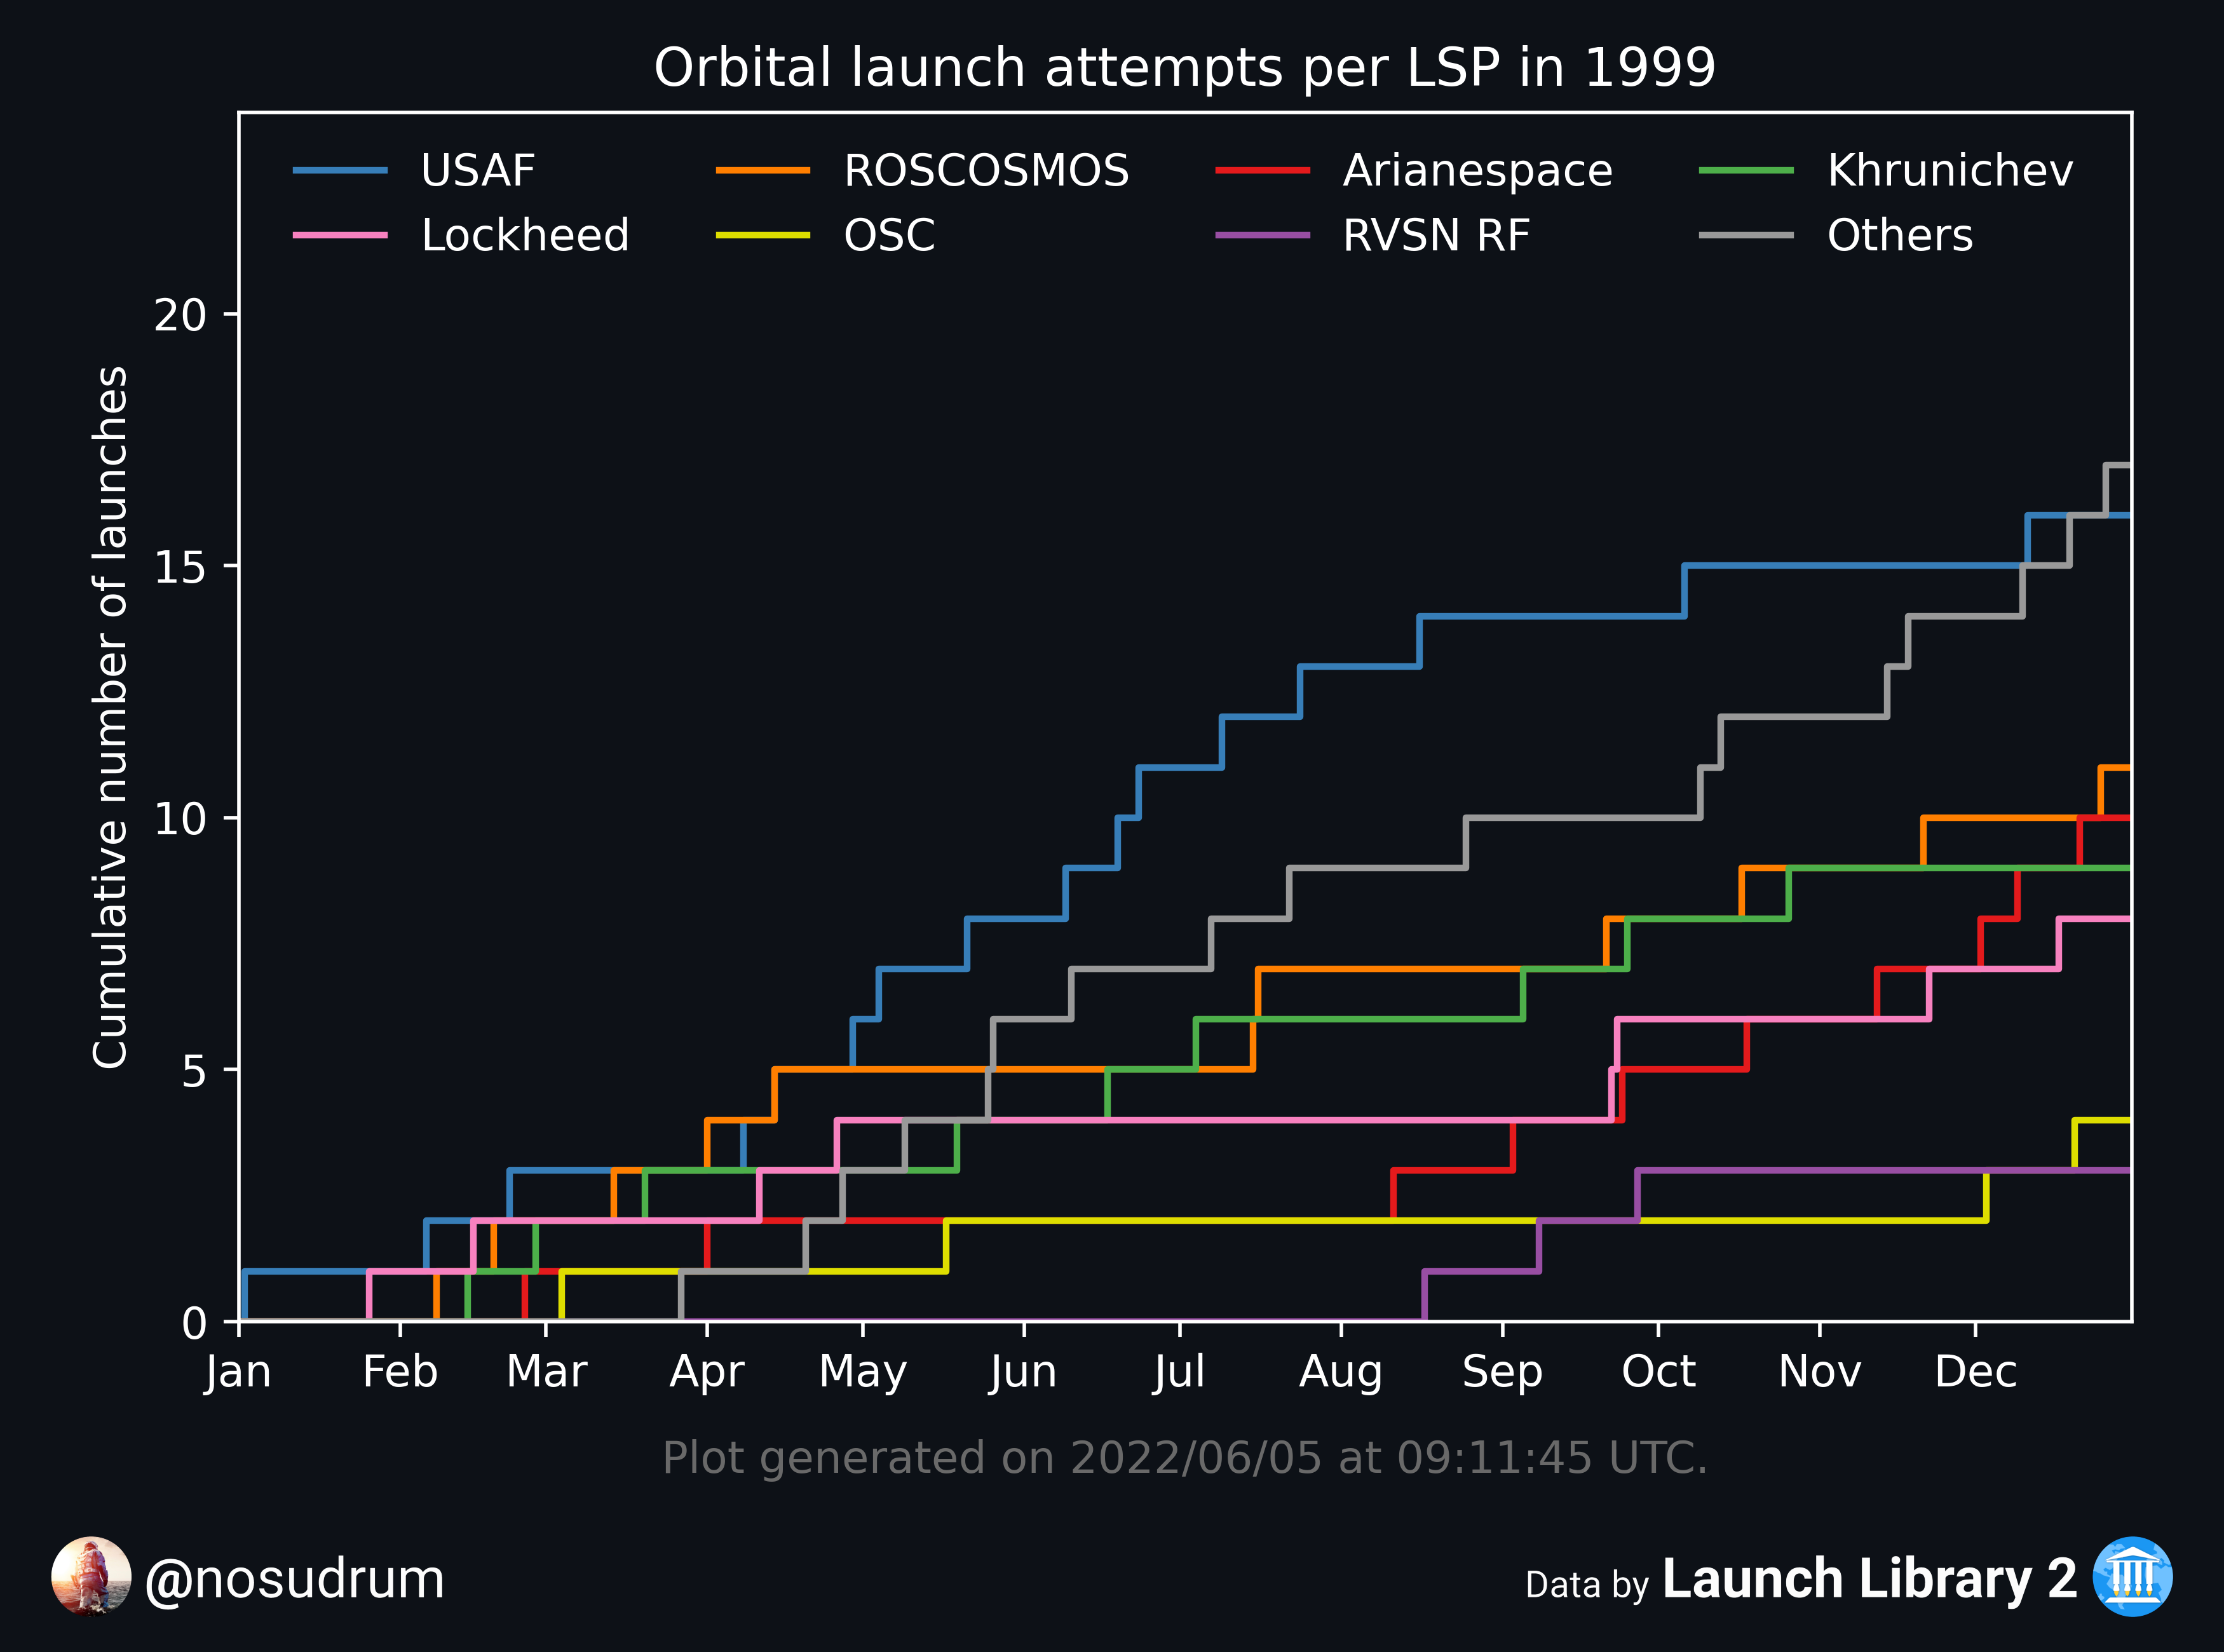 Orbital launch attempts per LSP in 1999
USAF ROSCOSMOS Arianespace Khrunichev
Lockheed OSC RVSN RF Others
Cumulative number of launches
20
15
10
5
0
Jan Feb Mar Apr May Jun Jul Aug Sep Oct Nov Dec
Plot generated on 2022/06/05 at 09:11:45 UTC.
@nosudrum
Data by Launch Library 2